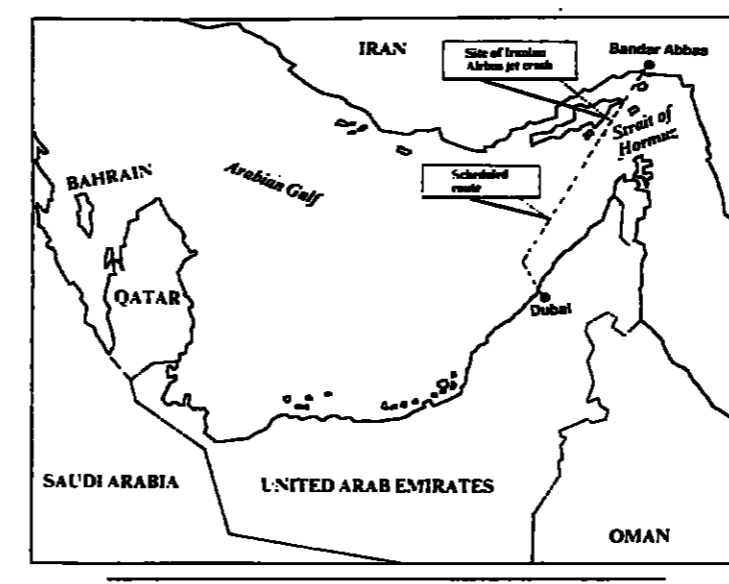 IRAN
Site of Iranian
Airbus jet crash
Bandar Abbas
Strait of
Hormuz
BAHRAIN
Arabian Gulf
Scheduled
route
QATAR
Dubai
SAUDI ARABIA
UNITED ARAB EMIRATES
OMAN